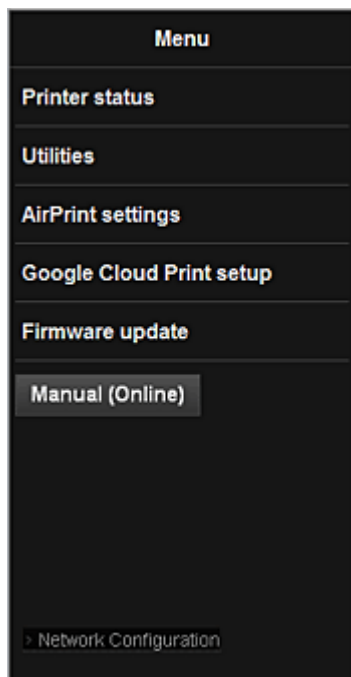 Menu
Printer status
Utilities
AirPrint settings
Google Cloud Print setup
Firmware update
Manual (Online)
> Network Configuration